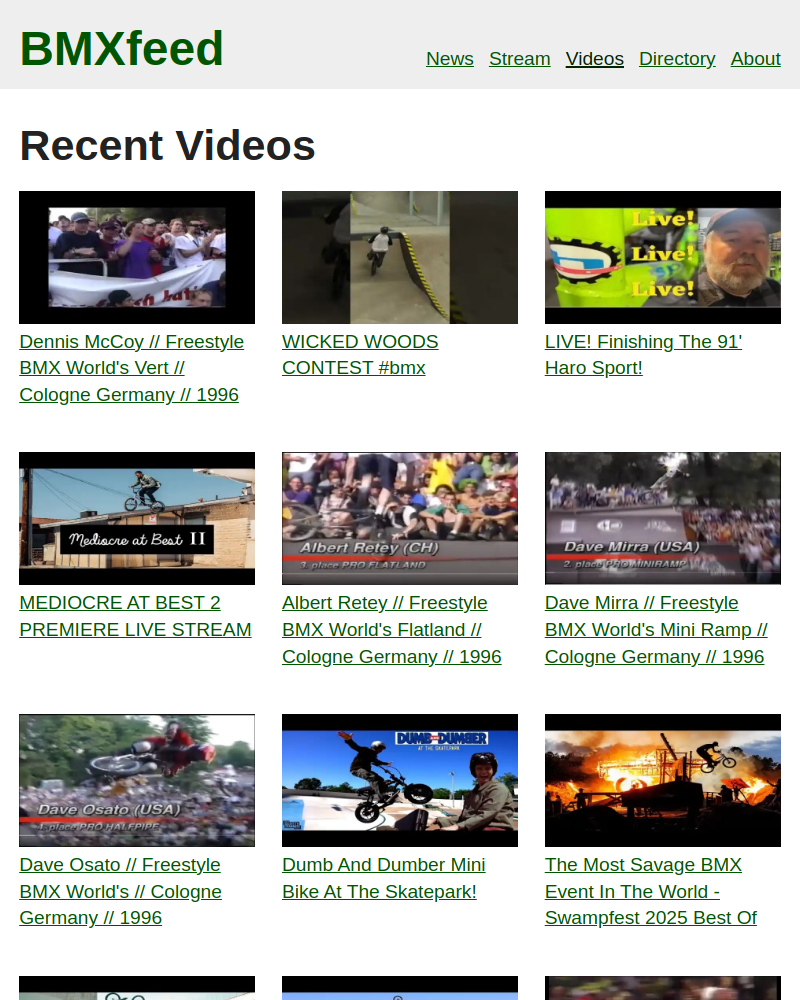 BMXfeed
News Stream Videos Directory About
Recent Videos
Live!
Live!
Live!
Dennis McCoy // Freestyle
BMX World's Vert //
Cologne Germany // 1996
WICKED WOODS
CONTEST #bmx
LIVE! Finishing The 91'
Haro Sport!
Mediocre at Best II
Albert Retey (CH)
3. place PRO FLATLAND
Dave Mirra (USA)
2. place PRO MINIRAMP
MEDIOCRE AT BEST 2
PREMIERE LIVE STREAM
Albert Retey // Freestyle
BMX World's Flatland //
Cologne Germany // 1996
Dave Mirra // Freestyle
BMX World's Mini Ramp //
Cologne Germany // 1996
Dave Osato (USA)
1. place PRO HALFPIPE
DUMB AND DUMBER
AT THE SKATEPARK!
Dave Osato // Freestyle
BMX World's // Cologne
Germany // 1996
Dumb And Dumber Mini
Bike At The Skatepark!
The Most Savage BMX
Event In The World -
Swampfest 2025 Best Of